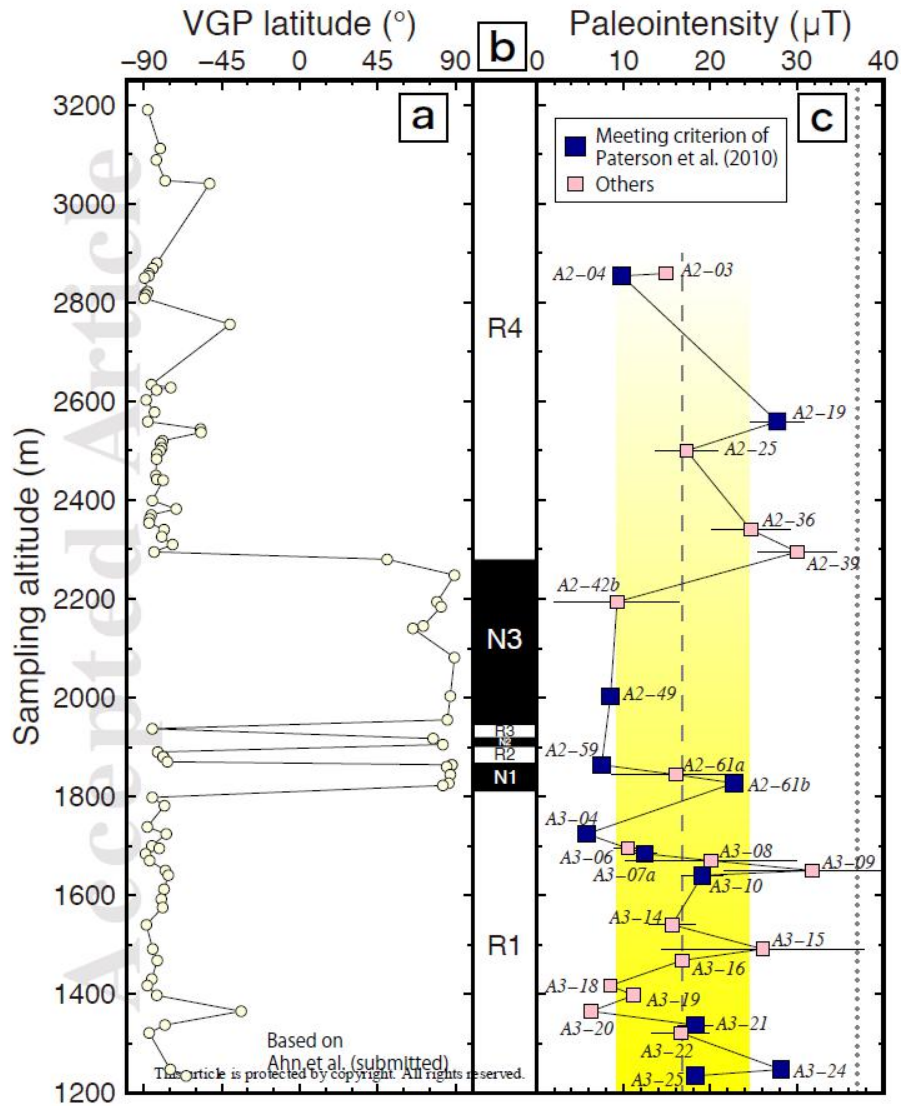 VGP latitude (°)
Paleointensity (μT)
−90 −45 0 45 90
0 10 20 30 40
a
b
c
Sampling altitude (m)
3200
3000
2800
2600
2400
2200
2000
1800
1600
1400
1200
Accepted Article
R4
N3
R3
N2
R2
N1
R1
Meeting criterion of
Paterson et al. (2010)
Others
A2−04
A2−03
A2−19
A2−25
A2−36
A2−39
A2−42b
A2−49
A2−59
A2−61a
A2−61b
A3−04
A3−06
A3−08
A3−09
A3−07a
A3−10
A3−14
A3−15
A3−16
A3−18
A3−19
A3−20
A3−21
A3−22
A3−24
A3−25
Based on
Ahn et al. (submitted)
This article is protected by copyright. All rights reserved.